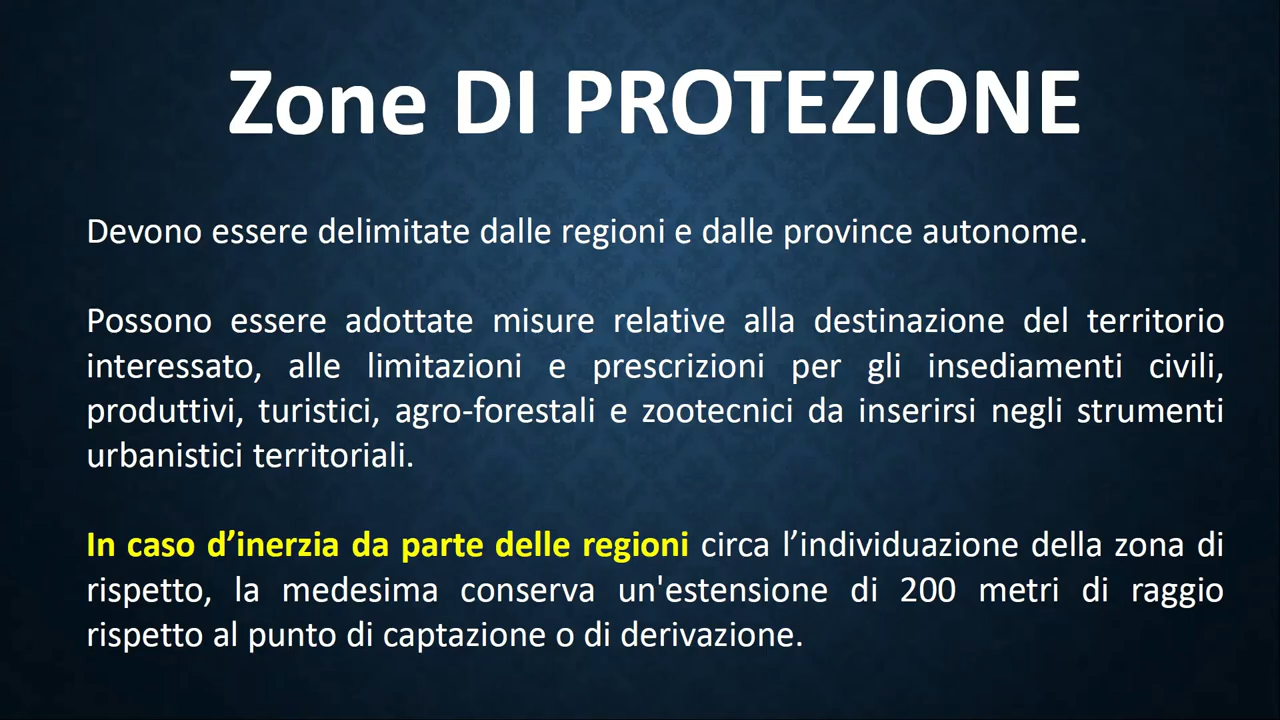 Zone DI PROTEZIONE
Devono essere delimitate dalle regioni e dalle province autonome.
Possono essere adottate misure relative alla destinazione del territorio
interessato, alle limitazioni e prescrizioni per gli insediamenti civili,
produttivi, turistici, agro-forestali e zootecnici da inserirsi negli strumenti
urbanistici territoriali.
In caso d’inerzia da parte delle regioni circa l’individuazione della zona di
rispetto, la medesima conserva un'estensione di 200 metri di raggio
rispetto al punto di captazione o di derivazione.